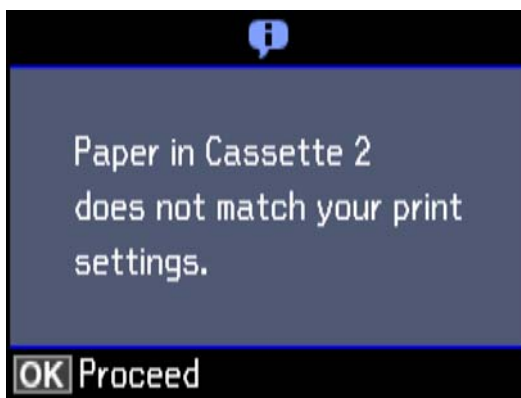 Paper in Cassette 2
does not match your print
settings.
OK Proceed